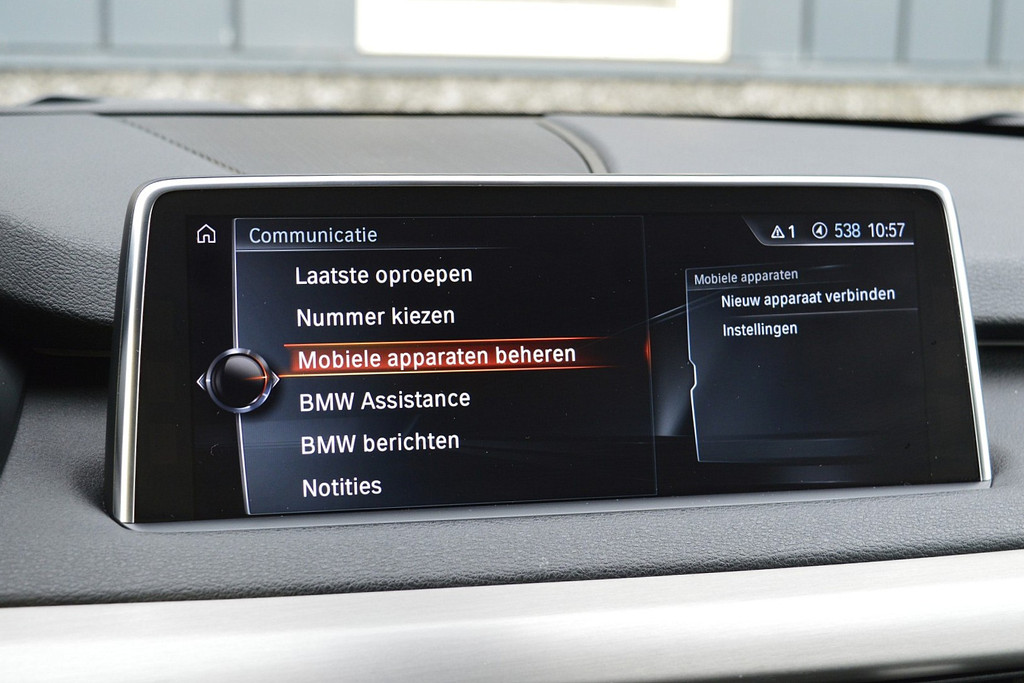 Communicatie
1 538 10:57
Laatste oproepen
Nummer kiezen
Mobiele apparaten beheren
BMW Assistance
BMW berichten
Notities
Mobiele apparaten
Nieuw apparaat verbinden
Instellingen